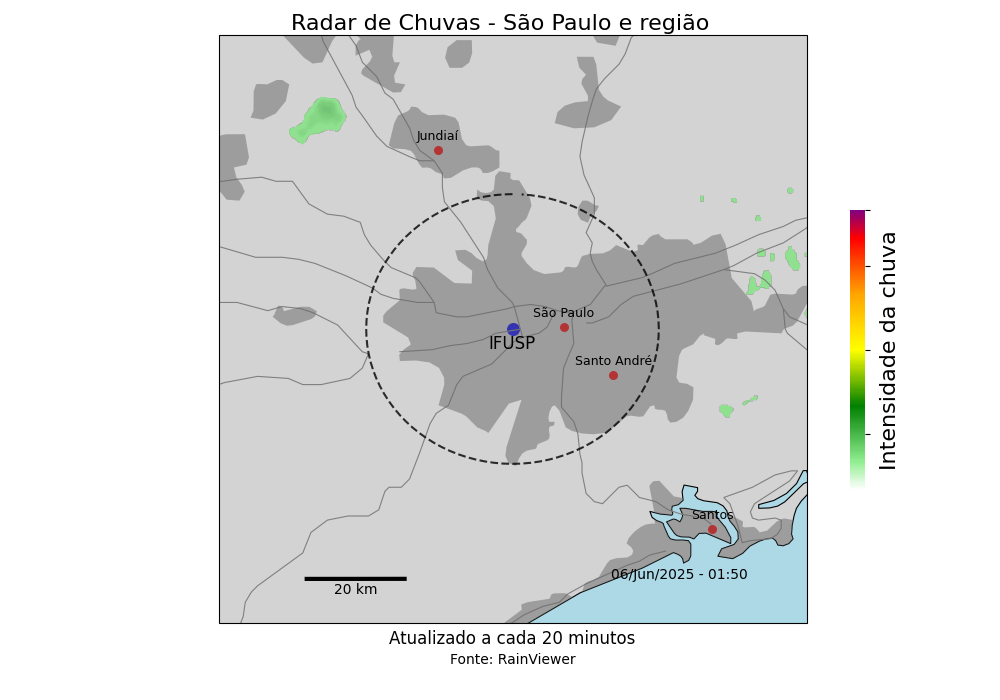 Radar de Chuvas - São Paulo e região
Jundiaí
São Paulo
IFUSP
Santo André
Santos
06/Jun/2025 - 01:50
20 km
Intensidade da chuva
Atualizado a cada 20 minutos
Fonte: RainViewer